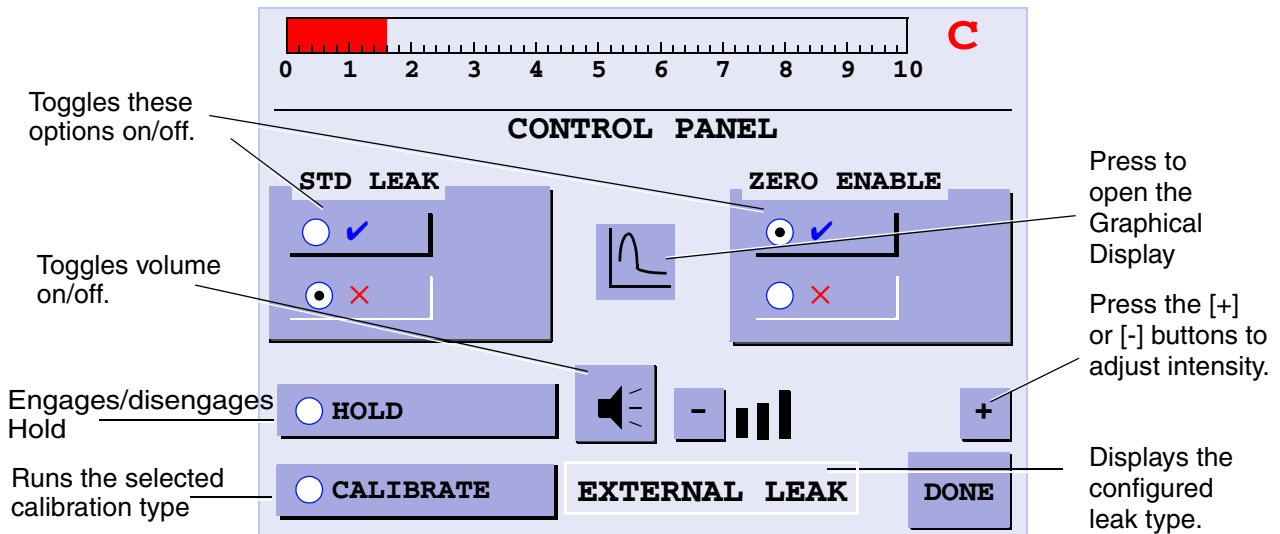 C
0 1 2 3 4 5 6 7 8 9 10
Toggles these
options on/off.
CONTROL PANEL
STD LEAK
ZERO ENABLE
Press to
open the
Graphical
Display
Toggles volume
on/off.
Press the [+]
or [-] buttons to
adjust intensity.
Engages/disengages
Hold
HOLD
-
+
Runs the selected
calibration type
CALIBRATE
EXTERNAL LEAK
DONE
Displays the
configured
leak type.